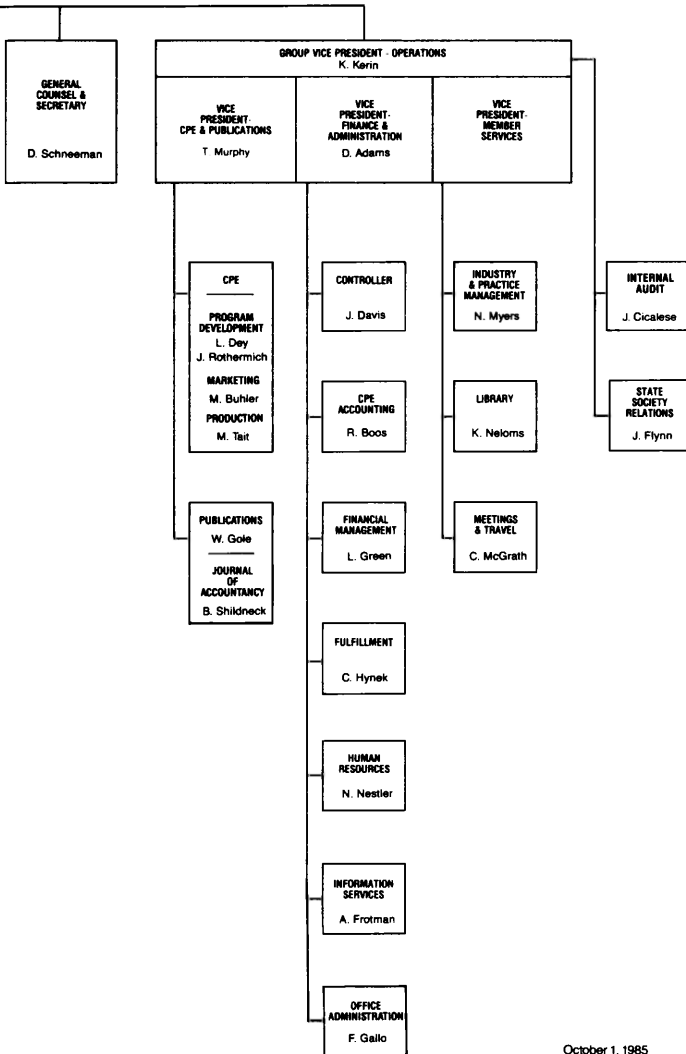 GENERAL
COUNSEL &
SECRETARY
D. Schneeman
GROUP VICE PRESIDENT - OPERATIONS
K. Kerin
VICE
PRESIDENT-
CPE & PUBLICATIONS
T. Murphy
VICE
PRESIDENT-
FINANCE &
ADMINISTRATION
D. Adams
VICE
PRESIDENT-
MEMBER
SERVICES
CPE
PROGRAM
DEVELOPMENT
L. Dey
J. Rothermich
MARKETING
M. Buhler
PRODUCTION
M. Tait
PUBLICATIONS
W. Gole
JOURNAL
OF
ACCOUNTANCY
B. Shildneck
CONTROLLER
J. Davis
CPE
ACCOUNTING
R. Boos
FINANCIAL
MANAGEMENT
L. Green
FULFILLMENT
C. Hynek
HUMAN
RESOURCES
N. Nestler
INFORMATION
SERVICES
A. Frotman
OFFICE
ADMINISTRATION
F. Gallo
INDUSTRY
& PRACTICE
MANAGEMENT
N. Myers
LIBRARY
K. Neloms
MEETINGS
& TRAVEL
C. McGrath
INTERNAL
AUDIT
J. Cicalese
STATE
SOCIETY
RELATIONS
J. Flynn
October 1, 1985